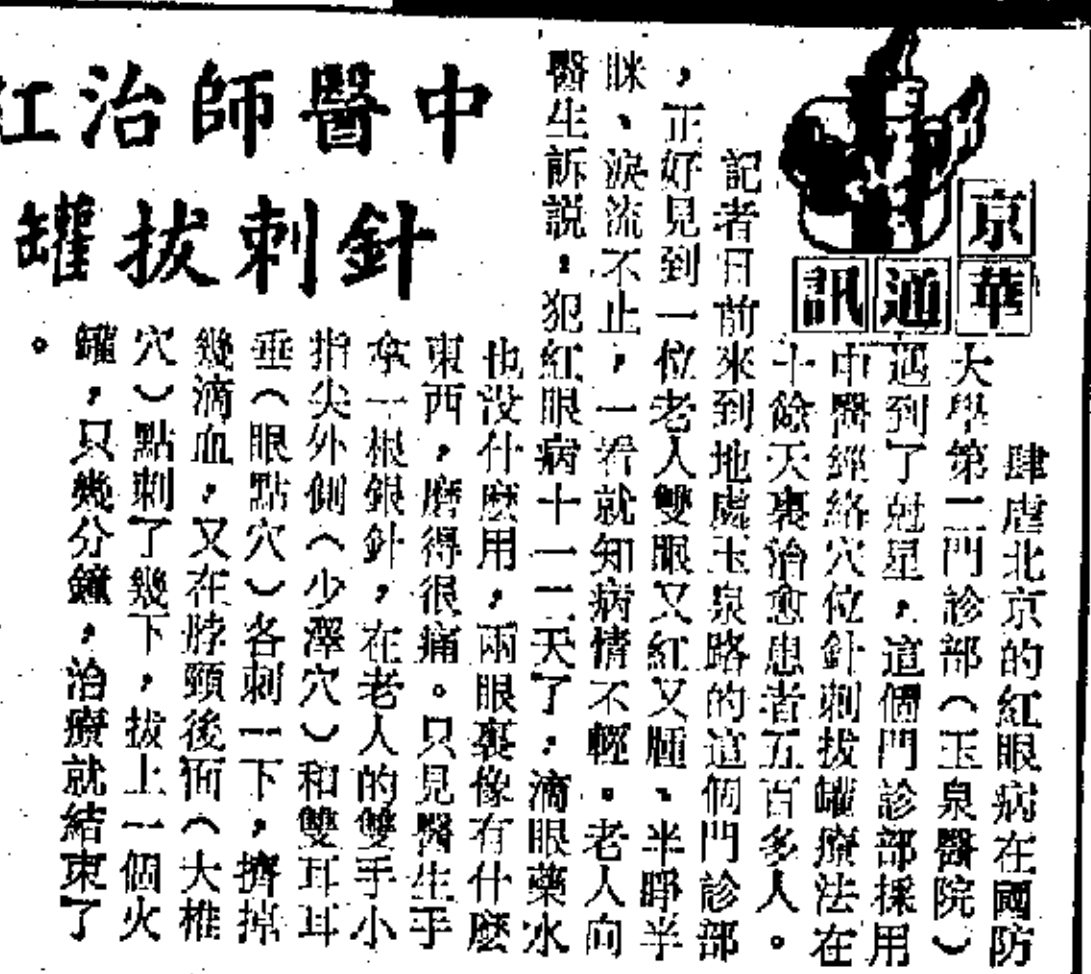 京華通訊
中醫師治
針刺拔罐
肆虐北京的紅眼病在國防
大學第二門診部（玉泉醫院）
遇到了剋星，這個門診部採用
中醫經絡穴位針刺拔罐療法在
十餘天裏治愈患者五百多人。
記者日前來到地處玉泉路的這個門診部
，正好見到一位老人雙眼又紅又腫、半睜半
眯、淚流不止，一看就知病情不輕。老人向
醫生訴説：犯紅眼病十一二天了，滴眼藥水
也没什麽用，兩眼裏像有什麽
東西，磨得很痛。只見醫生手
拿一根銀針，在老人的雙手小
指尖外側（少澤穴）和雙耳耳
垂（眼點穴）各刺一下，擠掉
幾滴血，又在脖頸後面（大椎
穴）點刺了幾下，拔上一個火
罐，只幾分鐘，治療就結束了
。